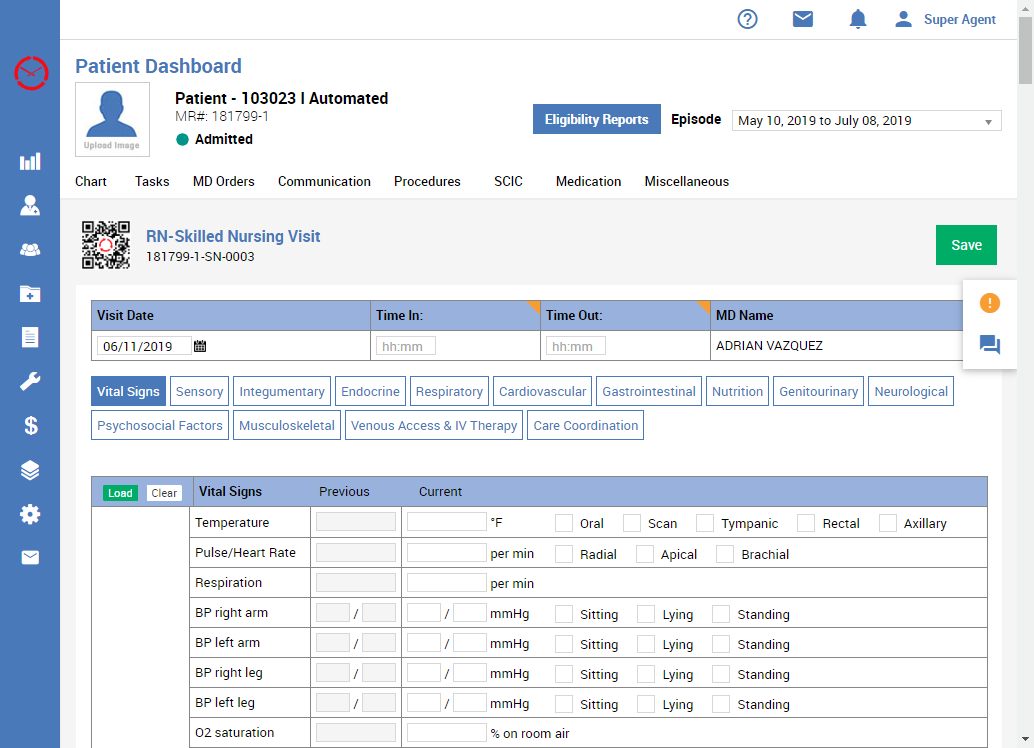 Super Agent
Patient Dashboard
Upload Image
Patient - 103023 I Automated
MR#: 181799-1
Admitted
Eligibility Reports
Episode
May 10, 2019 to July 08, 2019
Chart Tasks MD Orders Communication Procedures SCIC Medication Miscellaneous
RN-Skilled Nursing Visit
181799-1-SN-0003
Save
Visit Date Time In: Time Out: MD Name
06/11/2019 hh:mm hh:mm ADRIAN VAZQUEZ
Vital Signs Sensory Integumentary Endocrine Respiratory Cardiovascular Gastrointestinal Nutrition Genitourinary Neurological
Psychosocial Factors Musculoskeletal Venous Access & IV Therapy Care Coordination
Load Clear Vital Signs Previous Current
Temperature °F Oral Scan Tympanic Rectal Axillary
Pulse/Heart Rate per min Radial Apical Brachial
Respiration per min
BP right arm / / mmHg Sitting Lying Standing
BP left arm / / mmHg Sitting Lying Standing
BP right leg / / mmHg Sitting Lying Standing
BP left leg / / mmHg Sitting Lying Standing
O2 saturation % on room air